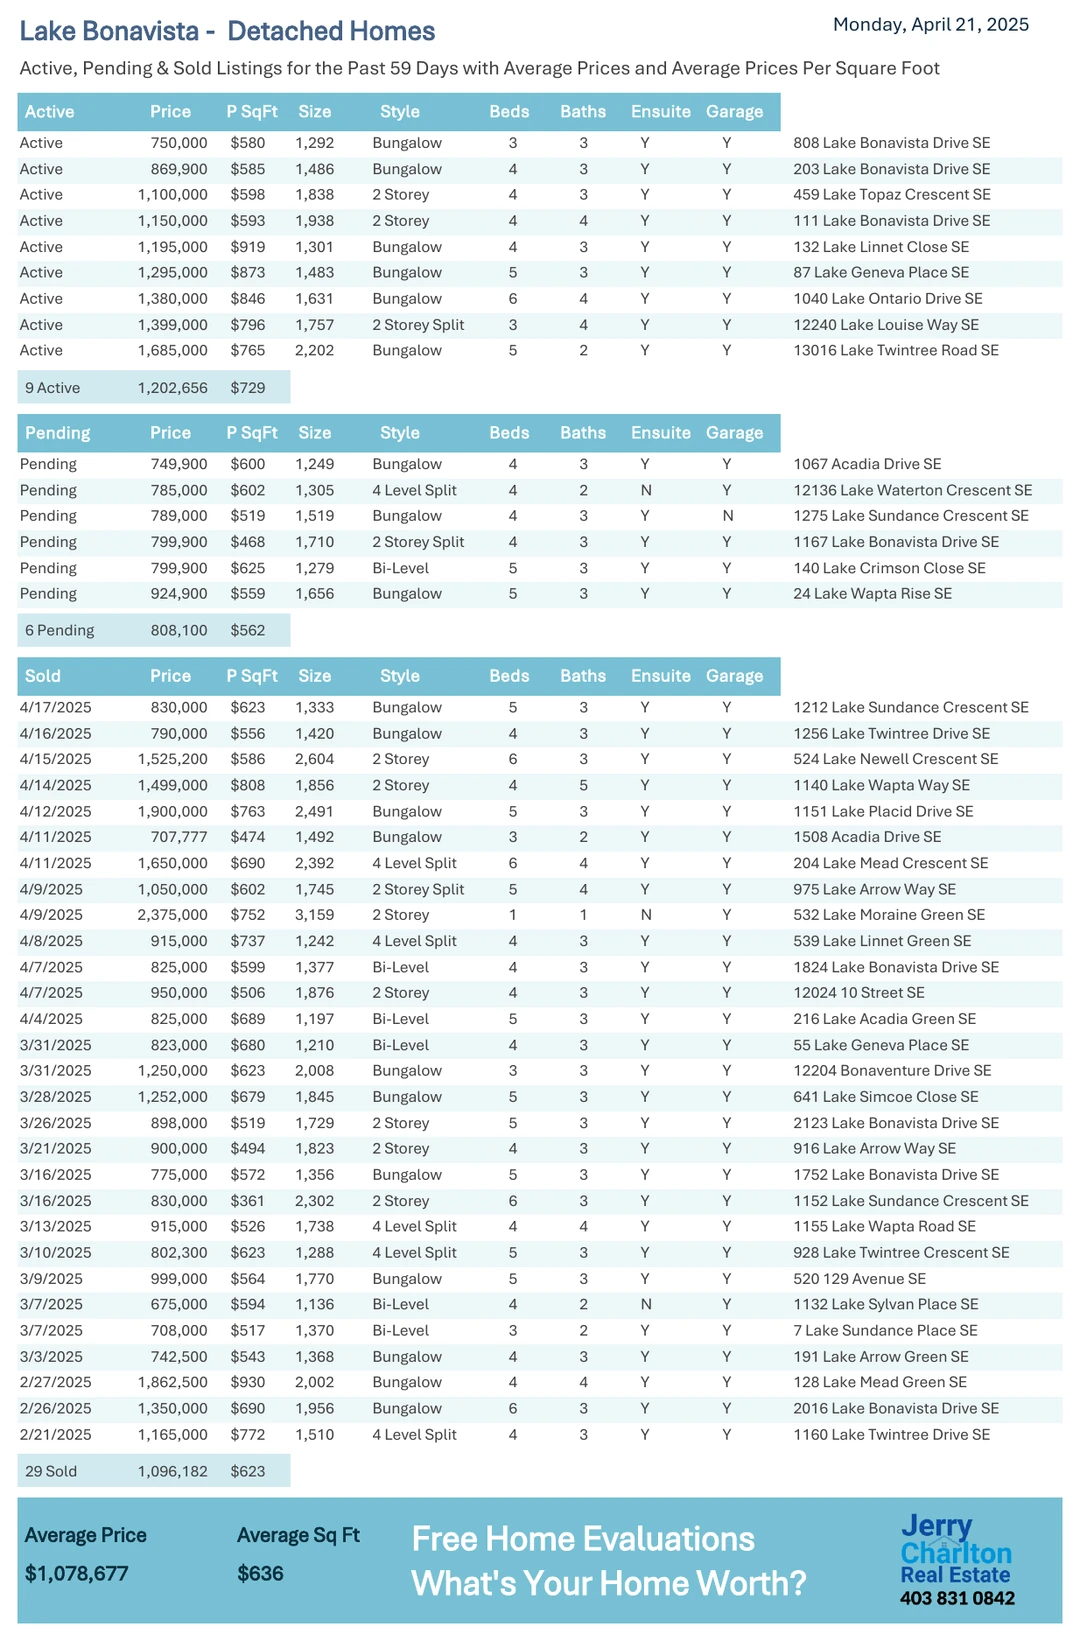 Lake Bonavista - Detached Homes
Monday, April 21, 2025
Active, Pending & Sold Listings for the Past 59 Days with Average Prices and Average Prices Per Square Foot
Active Price P SqFt Size Style Beds Baths Ensuite Garage
Active 750,000 $580 1,292 Bungalow 3 3 Y Y 808 Lake Bonavista Drive SE
Active 869,900 $585 1,486 Bungalow 4 3 Y Y 203 Lake Bonavista Drive SE
Active 1,100,000 $598 1,838 2 Storey 4 3 Y Y 459 Lake Topaz Crescent SE
Active 1,150,000 $593 1,938 2 Storey 4 4 Y Y 111 Lake Bonavista Drive SE
Active 1,195,000 $919 1,301 Bungalow 4 3 Y Y 132 Lake Linnet Close SE
Active 1,295,000 $873 1,483 Bungalow 5 3 Y Y 87 Lake Geneva Place SE
Active 1,380,000 $846 1,631 Bungalow 6 4 Y Y 1040 Lake Ontario Drive SE
Active 1,399,000 $796 1,757 2 Storey Split 3 4 Y Y 12240 Lake Louise Way SE
Active 1,685,000 $765 2,202 Bungalow 5 2 Y Y 13016 Lake Twintree Road SE
9 Active 1,202,656 $729
Pending Price P SqFt Size Style Beds Baths Ensuite Garage
Pending 749,900 $600 1,249 Bungalow 4 3 Y Y 1067 Acadia Drive SE
Pending 785,000 $602 1,305 4 Level Split 4 2 N Y 12136 Lake Waterton Crescent SE
Pending 789,000 $519 1,519 Bungalow 4 3 Y N 1275 Lake Sundance Crescent SE
Pending 799,900 $468 1,710 2 Storey Split 4 3 Y Y 1167 Lake Bonavista Drive SE
Pending 799,900 $625 1,279 Bi-Level 5 3 Y Y 140 Lake Crimson Close SE
Pending 924,900 $559 1,656 Bungalow 5 3 Y Y 24 Lake Wapta Rise SE
6 Pending 808,100 $562
Sold Price P SqFt Size Style Beds Baths Ensuite Garage
4/17/2025 830,000 $623 1,333 Bungalow 5 3 Y Y 1212 Lake Sundance Crescent SE
4/16/2025 790,000 $556 1,420 Bungalow 4 3 Y Y 1256 Lake Twintree Drive SE
4/15/2025 1,525,200 $586 2,604 2 Storey 6 3 Y Y 524 Lake Newell Crescent SE
4/14/2025 1,499,000 $808 1,856 2 Storey 4 5 Y Y 1140 Lake Wapta Way SE
4/12/2025 1,900,000 $763 2,491 Bungalow 5 3 Y Y 1151 Lake Placid Drive SE
4/11/2025 707,777 $474 1,492 Bungalow 3 2 Y Y 1508 Acadia Drive SE
4/11/2025 1,650,000 $690 2,392 4 Level Split 6 4 Y Y 204 Lake Mead Crescent SE
4/9/2025 1,050,000 $602 1,745 2 Storey Split 5 4 Y Y 975 Lake Arrow Way SE
4/9/2025 2,375,000 $752 3,159 2 Storey 1 1 N Y 532 Lake Moraine Green SE
4/8/2025 915,000 $737 1,242 4 Level Split 4 3 Y Y 539 Lake Linnet Green SE
4/7/2025 825,000 $599 1,377 Bi-Level 4 3 Y Y 1824 Lake Bonavista Drive SE
4/7/2025 950,000 $506 1,876 2 Storey 4 3 Y Y 12024 10 Street SE
4/4/2025 825,000 $689 1,197 Bi-Level 5 3 Y Y 216 Lake Acadia Green SE
3/31/2025 823,000 $680 1,210 Bi-Level 4 3 Y Y 55 Lake Geneva Place SE
3/31/2025 1,250,000 $623 2,008 Bungalow 3 3 Y Y 12204 Bonaventure Drive SE
3/28/2025 1,252,000 $679 1,845 Bungalow 5 3 Y Y 641 Lake Simcoe Close SE
3/26/2025 898,000 $519 1,729 2 Storey 5 3 Y Y 2123 Lake Bonavista Drive SE
3/21/2025 900,000 $494 1,823 2 Storey 4 3 Y Y 916 Lake Arrow Way SE
3/16/2025 775,000 $572 1,356 Bungalow 5 3 Y Y 1752 Lake Bonavista Drive SE
3/16/2025 830,000 $361 2,302 2 Storey 6 3 Y Y 1152 Lake Sundance Crescent SE
3/13/2025 915,000 $526 1,738 4 Level Split 4 4 Y Y 1155 Lake Wapta Road SE
3/10/2025 802,300 $623 1,288 4 Level Split 5 3 Y Y 928 Lake Twintree Crescent SE
3/9/2025 999,000 $564 1,770 Bungalow 5 3 Y Y 520 129 Avenue SE
3/7/2025 675,000 $594 1,136 Bi-Level 4 2 N Y 1132 Lake Sylvan Place SE
3/7/2025 708,000 $517 1,370 Bi-Level 3 2 Y Y 7 Lake Sundance Place SE
3/3/2025 742,500 $543 1,368 Bungalow 4 3 Y Y 191 Lake Arrow Green SE
2/27/2025 1,862,500 $930 2,002 Bungalow 4 4 Y Y 128 Lake Mead Green SE
2/26/2025 1,350,000 $690 1,956 Bungalow 6 3 Y Y 2016 Lake Bonavista Drive SE
2/21/2025 1,165,000 $772 1,510 4 Level Split 4 3 Y Y 1160 Lake Twintree Drive SE
29 Sold 1,096,182 $623
Average Price Average Sq Ft
$1,078,677 $636
Free Home Evaluations
What's Your Home Worth?
Jerry
Charlton
Real Estate
403 831 0842